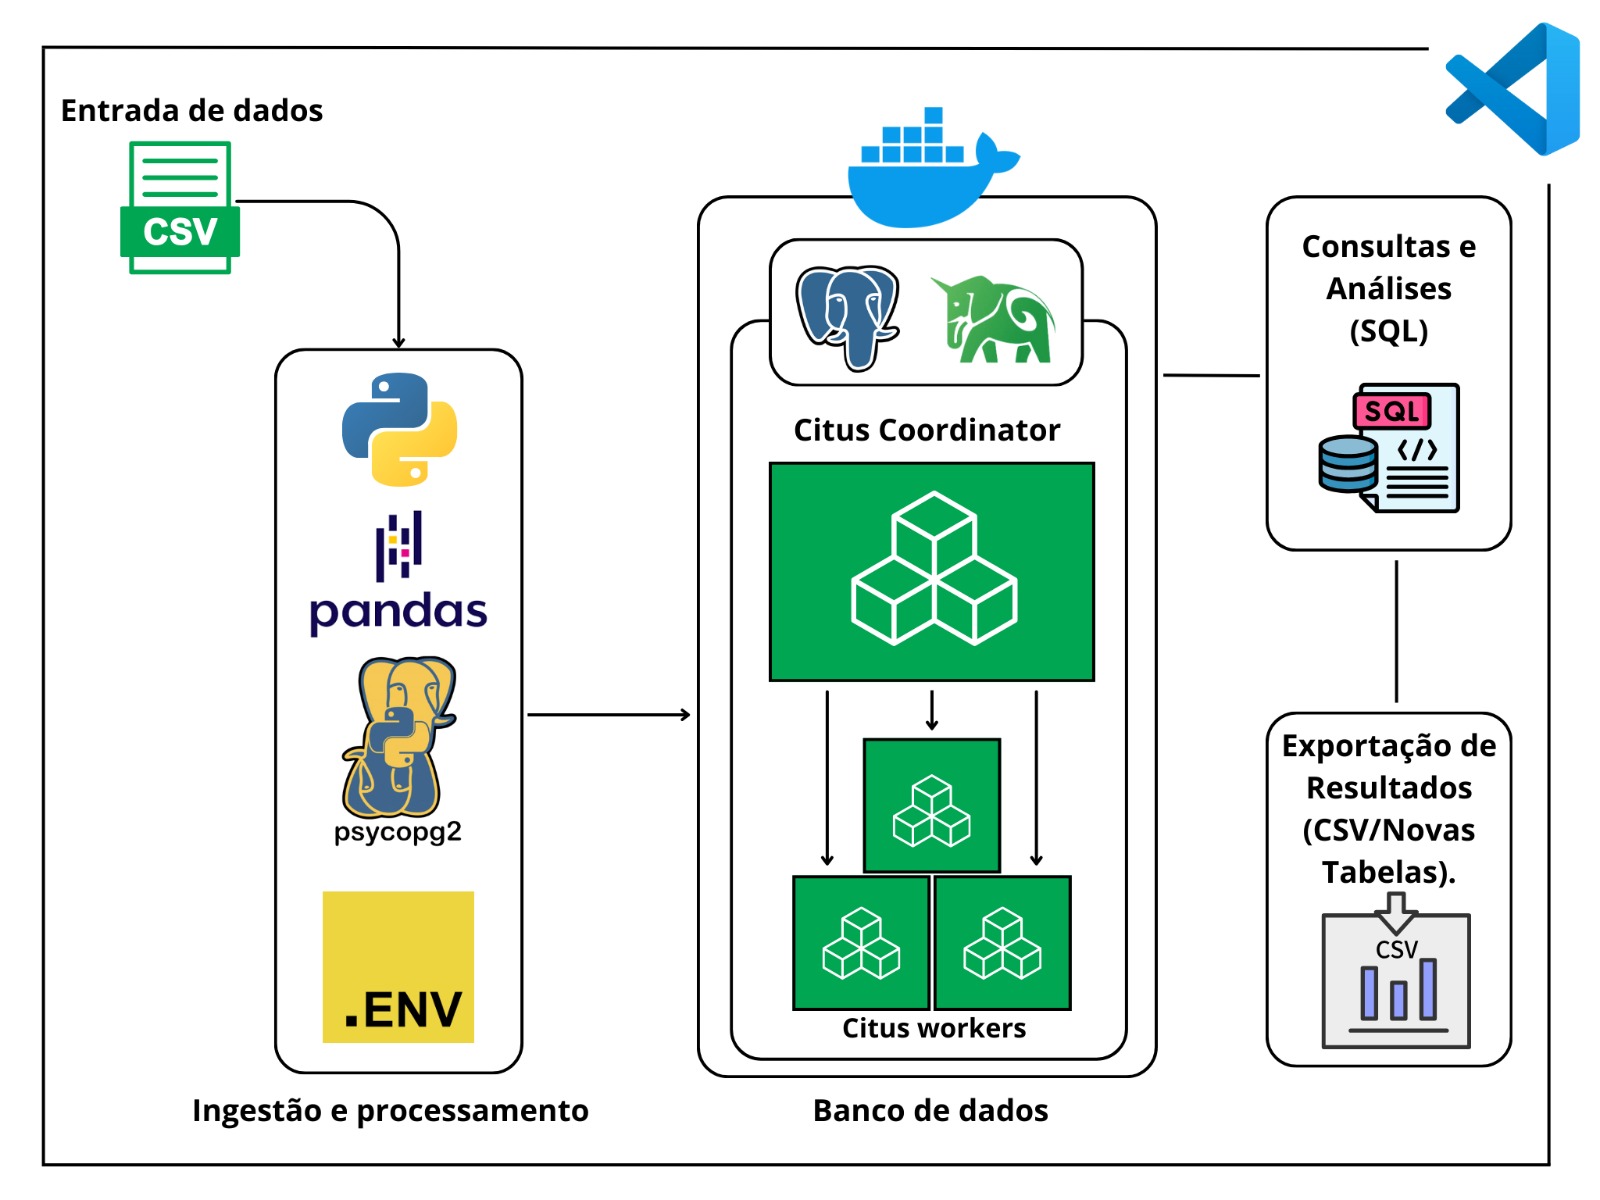 Entrada de dados
CSV
pandas
psycopg2
.ENV
Ingestão e processamento
Citus Coordinator
Citus workers
Banco de dados
Consultas e
Análises
(SQL)
SQL
</>
Exportação de
Resultados
(CSV/Novas
Tabelas).
CSV